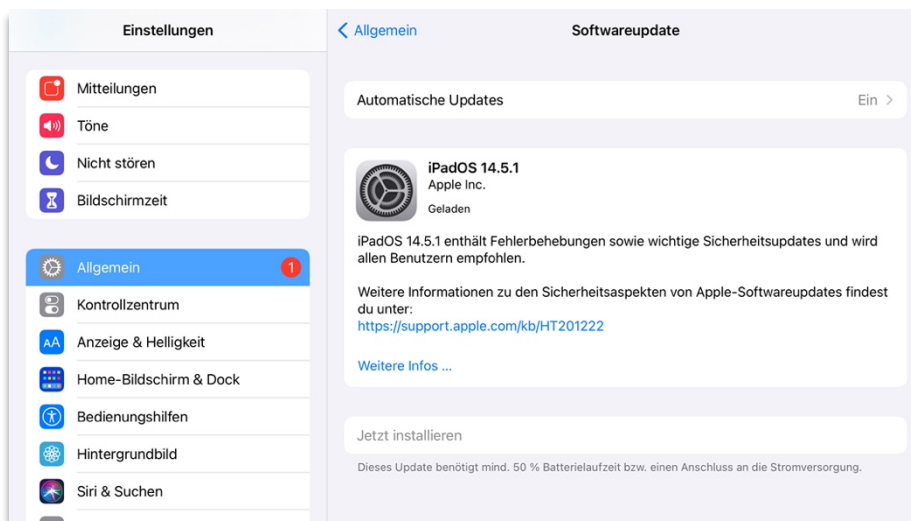 Einstellungen
Mitteilungen
Töne
Nicht stören
Bildschirmzeit
Allgemein
1
Kontrollzentrum
AA Anzeige & Helligkeit
Home-Bildschirm & Dock
Bedienungshilfen
Hintergrundbild
Siri & Suchen
Allgemein
Softwareupdate
Automatische Updates
Ein
iPadOS 14.5.1
Apple Inc.
Geladen
iPadOS 14.5.1 enthält Fehlerbehebungen sowie wichtige Sicherheitsupdates und wird
allen Benutzern empfohlen.
Weitere Informationen zu den Sicherheitsaspekten von Apple-Softwareupdates findest
du unter:
https://support.apple.com/kb/HT201222
Weitere Infos ...
Jetzt installieren
Dieses Update benötigt mind. 50 % Batterielaufzeit bzw. einen Anschluss an die Stromversorgung.